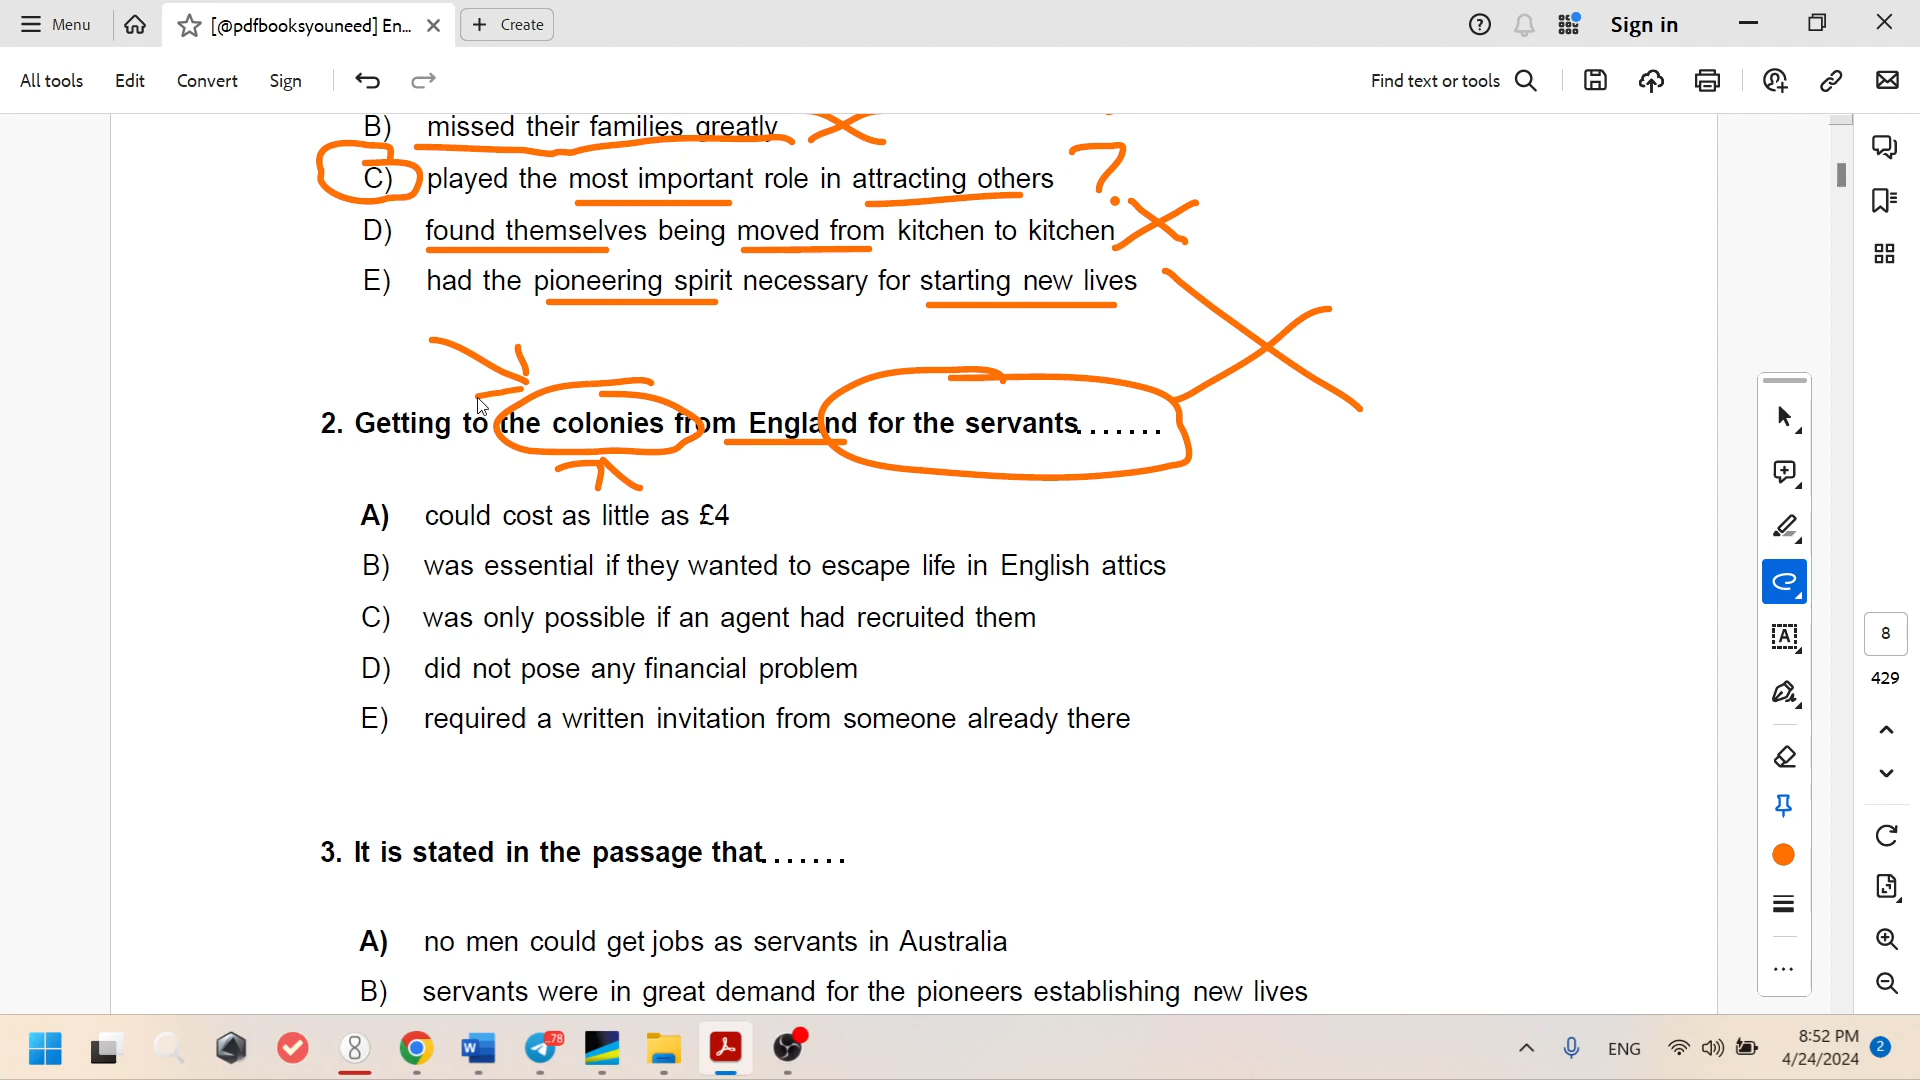 Menu
[@pdfbooksyouneed] En...
Create
Sign in
All tools
Edit
Convert
Sign
Find text or tools
B) missed their families greatly
C) played the most important role in attracting others ?
D) found themselves being moved from kitchen to kitchen
E) had the pioneering spirit necessary for starting new lives
2. Getting to the colonies from England for the servants.......
A) could cost as little as £4
B) was essential if they wanted to escape life in English attics
C) was only possible if an agent had recruited them
D) did not pose any financial problem
E) required a written invitation from someone already there
3. It is stated in the passage that.......
A) no men could get jobs as servants in Australia
B) servants were in great demand for the pioneers establishing new lives
8
429
..78
ENG
8:52 PM
4/24/2024
2